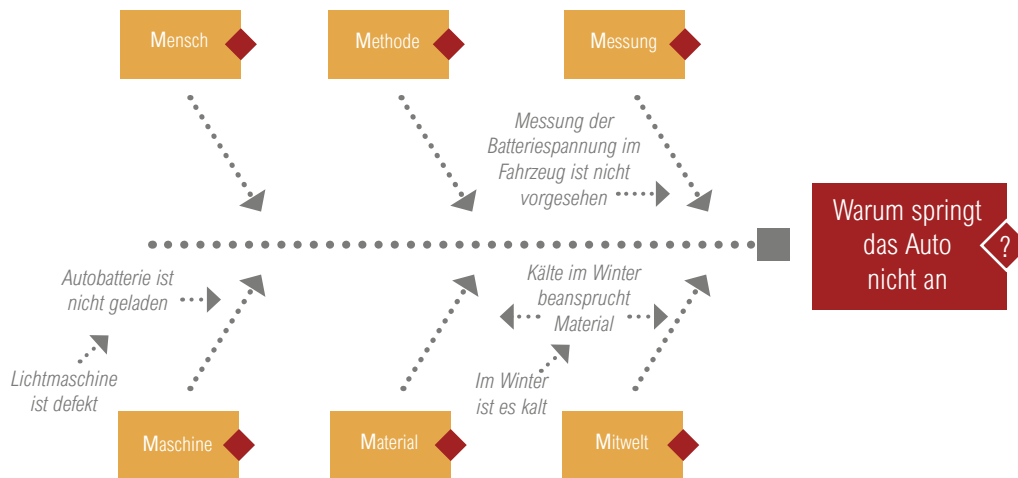 Mensch
Methode
Messung
Messung der
Batteriespannung im
Fahrzeug ist nicht
vorgesehen
Warum springt
das Auto
nicht an
?
Autobatterie ist
nicht geladen
Kälte im Winter
beansprucht
Material
Lichtmaschine
ist defekt
Im Winter
ist es kalt
Maschine
Material
Mitwelt